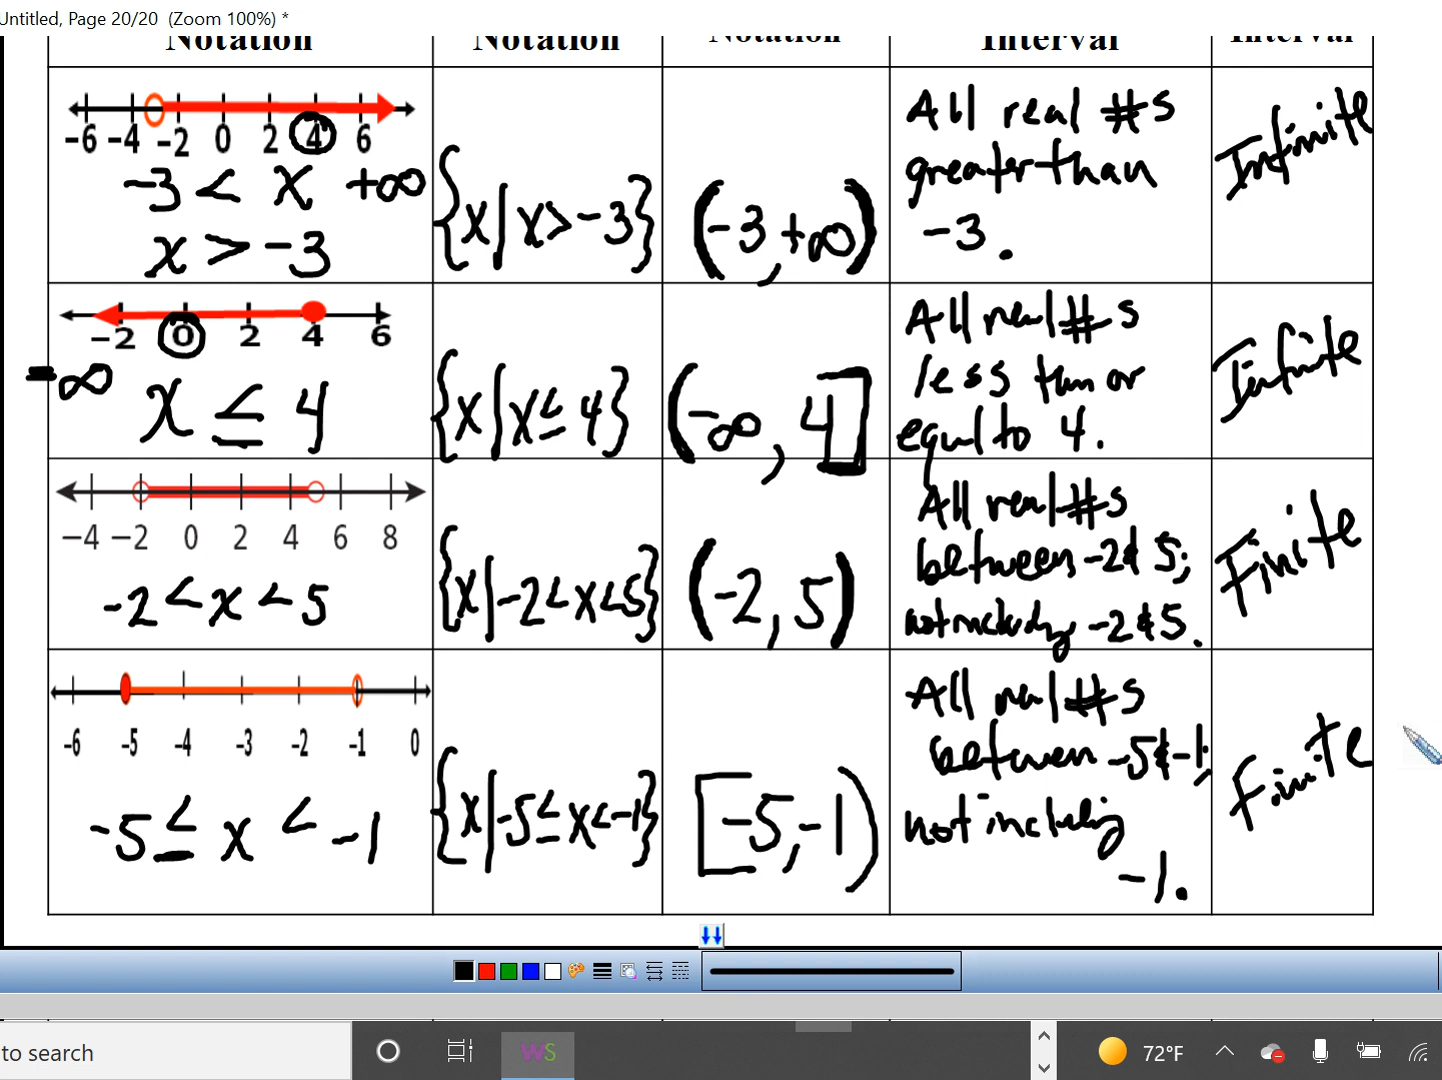 Untitled, Page 20/20 (Zoom 100%) *
Notation Notation Notation Interval Interval
-6 -4 -2 0 2 4 6
-3 < x +∞
x > -3
{x | x > -3}
(-3, +∞)
All real #s
greater than
-3.
Infinite
-2 0 2 4 6
-∞
x ≤ 4
{x | x ≤ 4}
(-∞, 4]
All real #s
less than or
equal to 4.
Infinite
-4 -2 0 2 4 6 8
-2 < x < 5
{x | -2 < x < 5}
(-2, 5)
All real #s
between -2 & 5;
not including -2 & 5.
Finite
-6 -5 -4 -3 -2 -1 0
-5 ≤ x < -1
{x | -5 ≤ x < -1}
[-5, -1)
All real #s
between -5 & -1;
not including
-1.
Finite
to search
WS
72°F